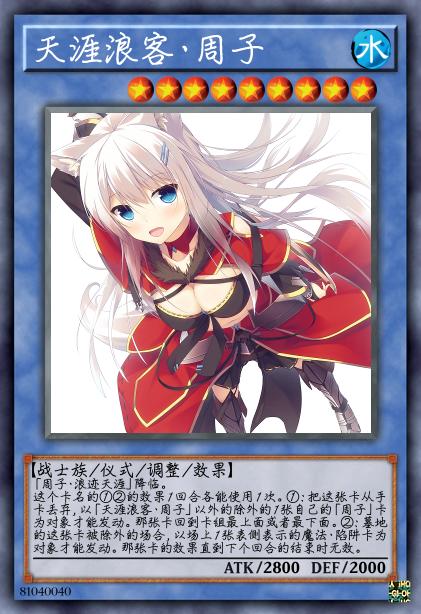 天涯浪客·周子
水
【战士族/仪式/调整/效果】
「周子·浪迹天涯」降临。
这个卡名的①②的效果1回合各能使用1次。①:把这张卡从手
卡丢弃,以「天涯浪客·周子」以外的除外的1张自己的「周子」卡
为对象才能发动。那张卡回到卡组最上面或者最下面。②:墓地
的这张卡被除外的场合,以场上1张表侧表示的魔法·陷阱卡为
对象才能发动。那张卡的效果直到下个回合的结束时无效。
ATK/2800 DEF/2000
81040040